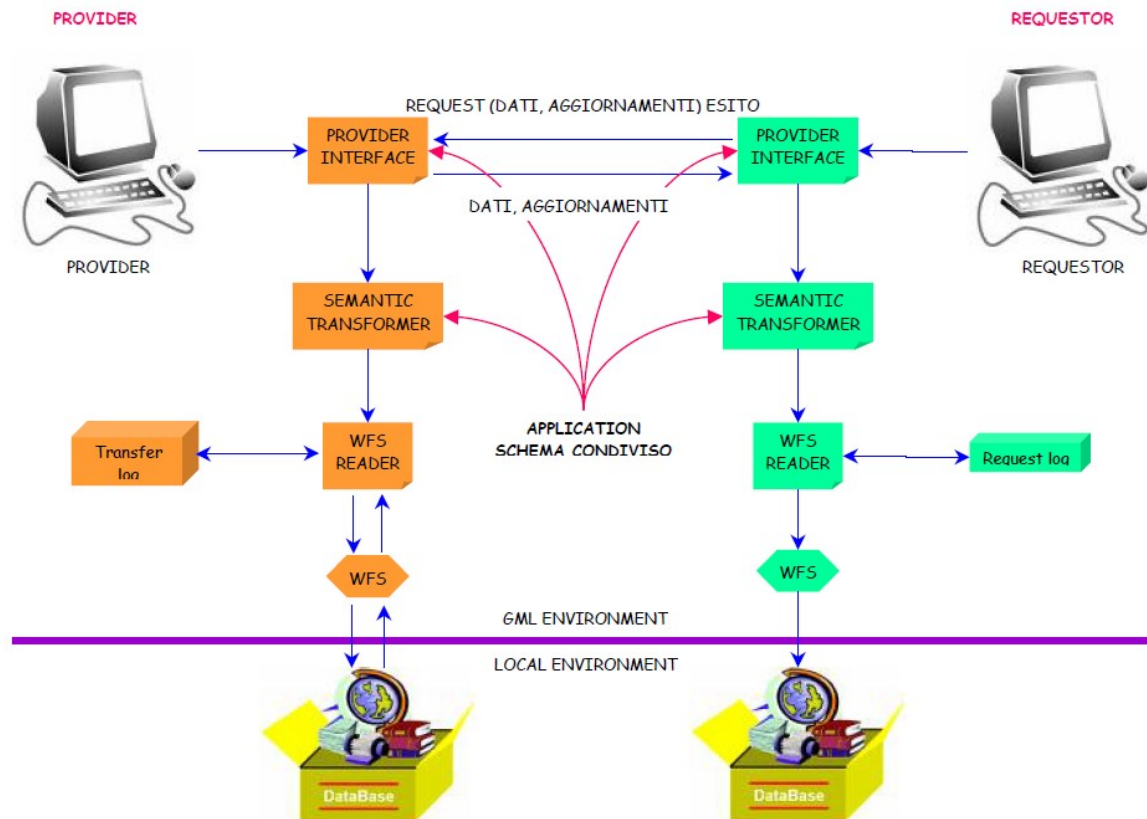 PROVIDER
REQUESTOR
REQUEST (DATI, AGGIORNAMENTI) ESITO
PROVIDER
INTERFACE
PROVIDER
INTERFACE
DATI, AGGIORNAMENTI
PROVIDER
REQUESTOR
SEMANTIC
TRANSFORMER
SEMANTIC
TRANSFORMER
APPLICATION
SCHEMA CONDIVISO
Transfer
log
WFS
READER
WFS
READER
Request log
WFS
WFS
GML ENVIRONMENT
LOCAL ENVIRONMENT
DataBase
DataBase